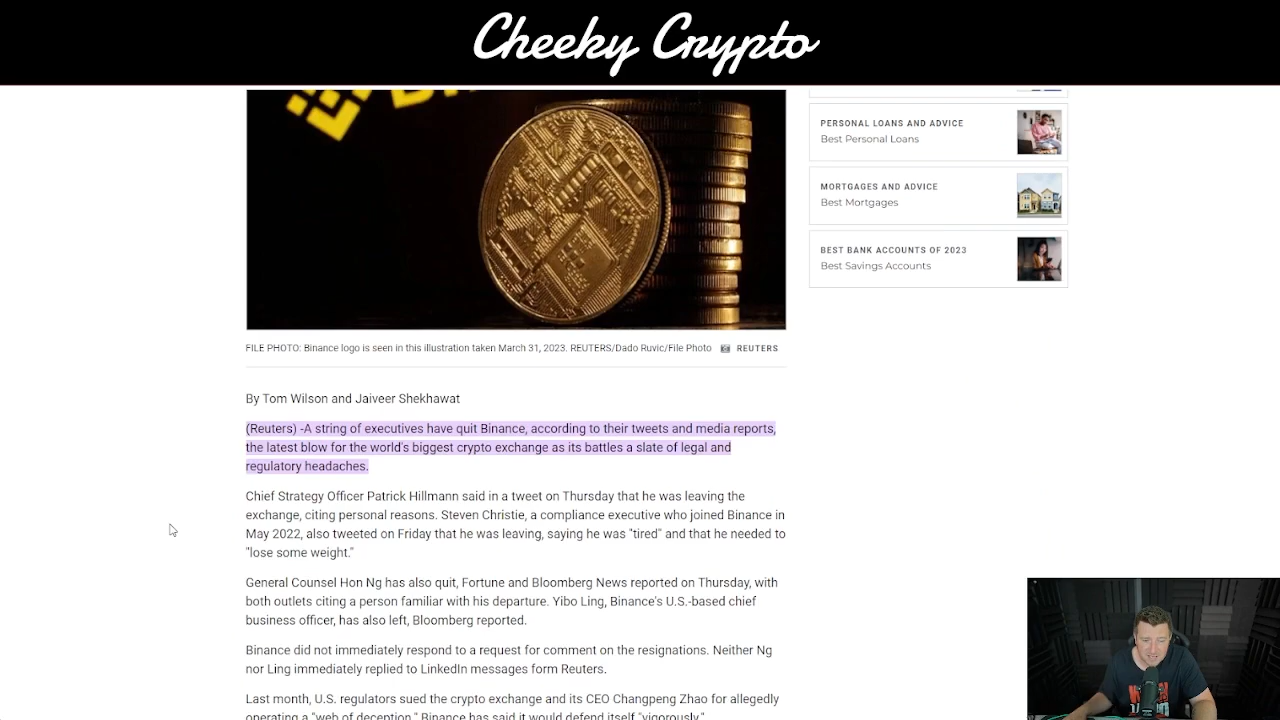 Cheeky Crypto
PERSONAL LOANS AND ADVICE
Best Personal Loans
MORTGAGES AND ADVICE
Best Mortgages
BEST BANK ACCOUNTS OF 2023
Best Savings Accounts
FILE PHOTO: Binance logo is seen in this illustration taken March 31, 2023. REUTERS/Dado Ruvic/File Photo REUTERS
By Tom Wilson and Jaiveer Shekhawat
(Reuters) -A string of executives have quit Binance, according to their tweets and media reports,
the latest blow for the world's biggest crypto exchange as its battles a slate of legal and
regulatory headaches.
Chief Strategy Officer Patrick Hillmann said in a tweet on Thursday that he was leaving the
exchange, citing personal reasons. Steven Christie, a compliance executive who joined Binance in
May 2022, also tweeted on Friday that he was leaving, saying he was "tired" and that he needed to
"lose some weight."
General Counsel Hon Ng has also quit, Fortune and Bloomberg News reported on Thursday, with
both outlets citing a person familiar with his departure. Yibo Ling, Binance's U.S.-based chief
business officer, has also left, Bloomberg reported.
Binance did not immediately respond to a request for comment on the resignations. Neither Ng
nor Ling immediately replied to LinkedIn messages form Reuters.
Last month, U.S. regulators sued the crypto exchange and its CEO Changpeng Zhao for allegedly
operating a "web of deception." Binance has said it would defend itself "vigorously."